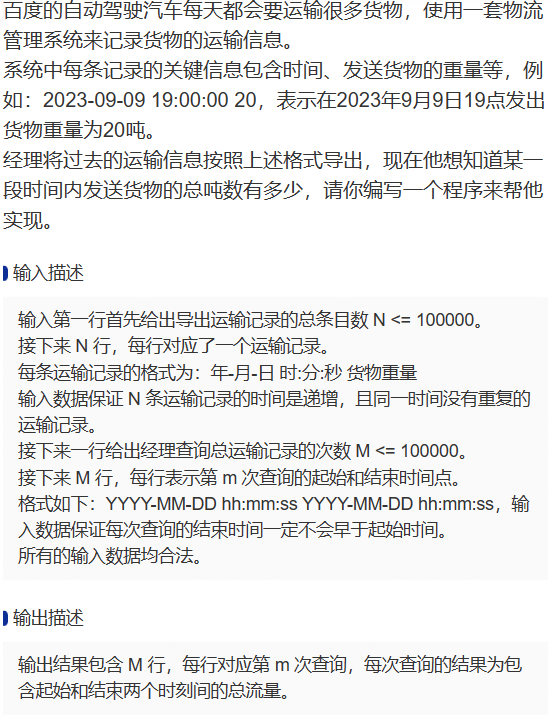 百度的自动驾驶汽车每天都会要运输很多货物，使用一套物流
管理系统来记录货物的运输信息。
系统中每条记录的关键信息包含时间、发送货物的重量等，例
如：2023-09-09 19:00:00 20，表示在2023年9月9日19点发出
货物重量为20吨。
经理将过去的运输信息按照上述格式导出，现在他想知道某一
段时间内发送货物的总吨数有多少，请你编写一个程序来帮他
实现。
输入描述
输入第一行首先给出导出运输记录的总条目数 N <= 100000。
接下来 N 行，每行对应了一个运输记录。
每条运输记录的格式为：年-月-日 时:分:秒 货物重量
输入数据保证 N 条运输记录的时间是递增，且同一时间没有重复的
运输记录。
接下来一行给出经理查询总运输记录的次数 M <= 100000。
接下来 M 行，每行表示第 m 次查询的起始和结束时间点。
格式如下：YYYY-MM-DD hh:mm:ss YYYY-MM-DD hh:mm:ss，输
入数据保证每次查询的结束时间一定不会早于起始时间。
所有的输入数据均合法。
输出描述
输出结果包含 M 行，每行对应第 m 次查询，每次查询的结果为包
含起始和结束两个时刻间的总流量。